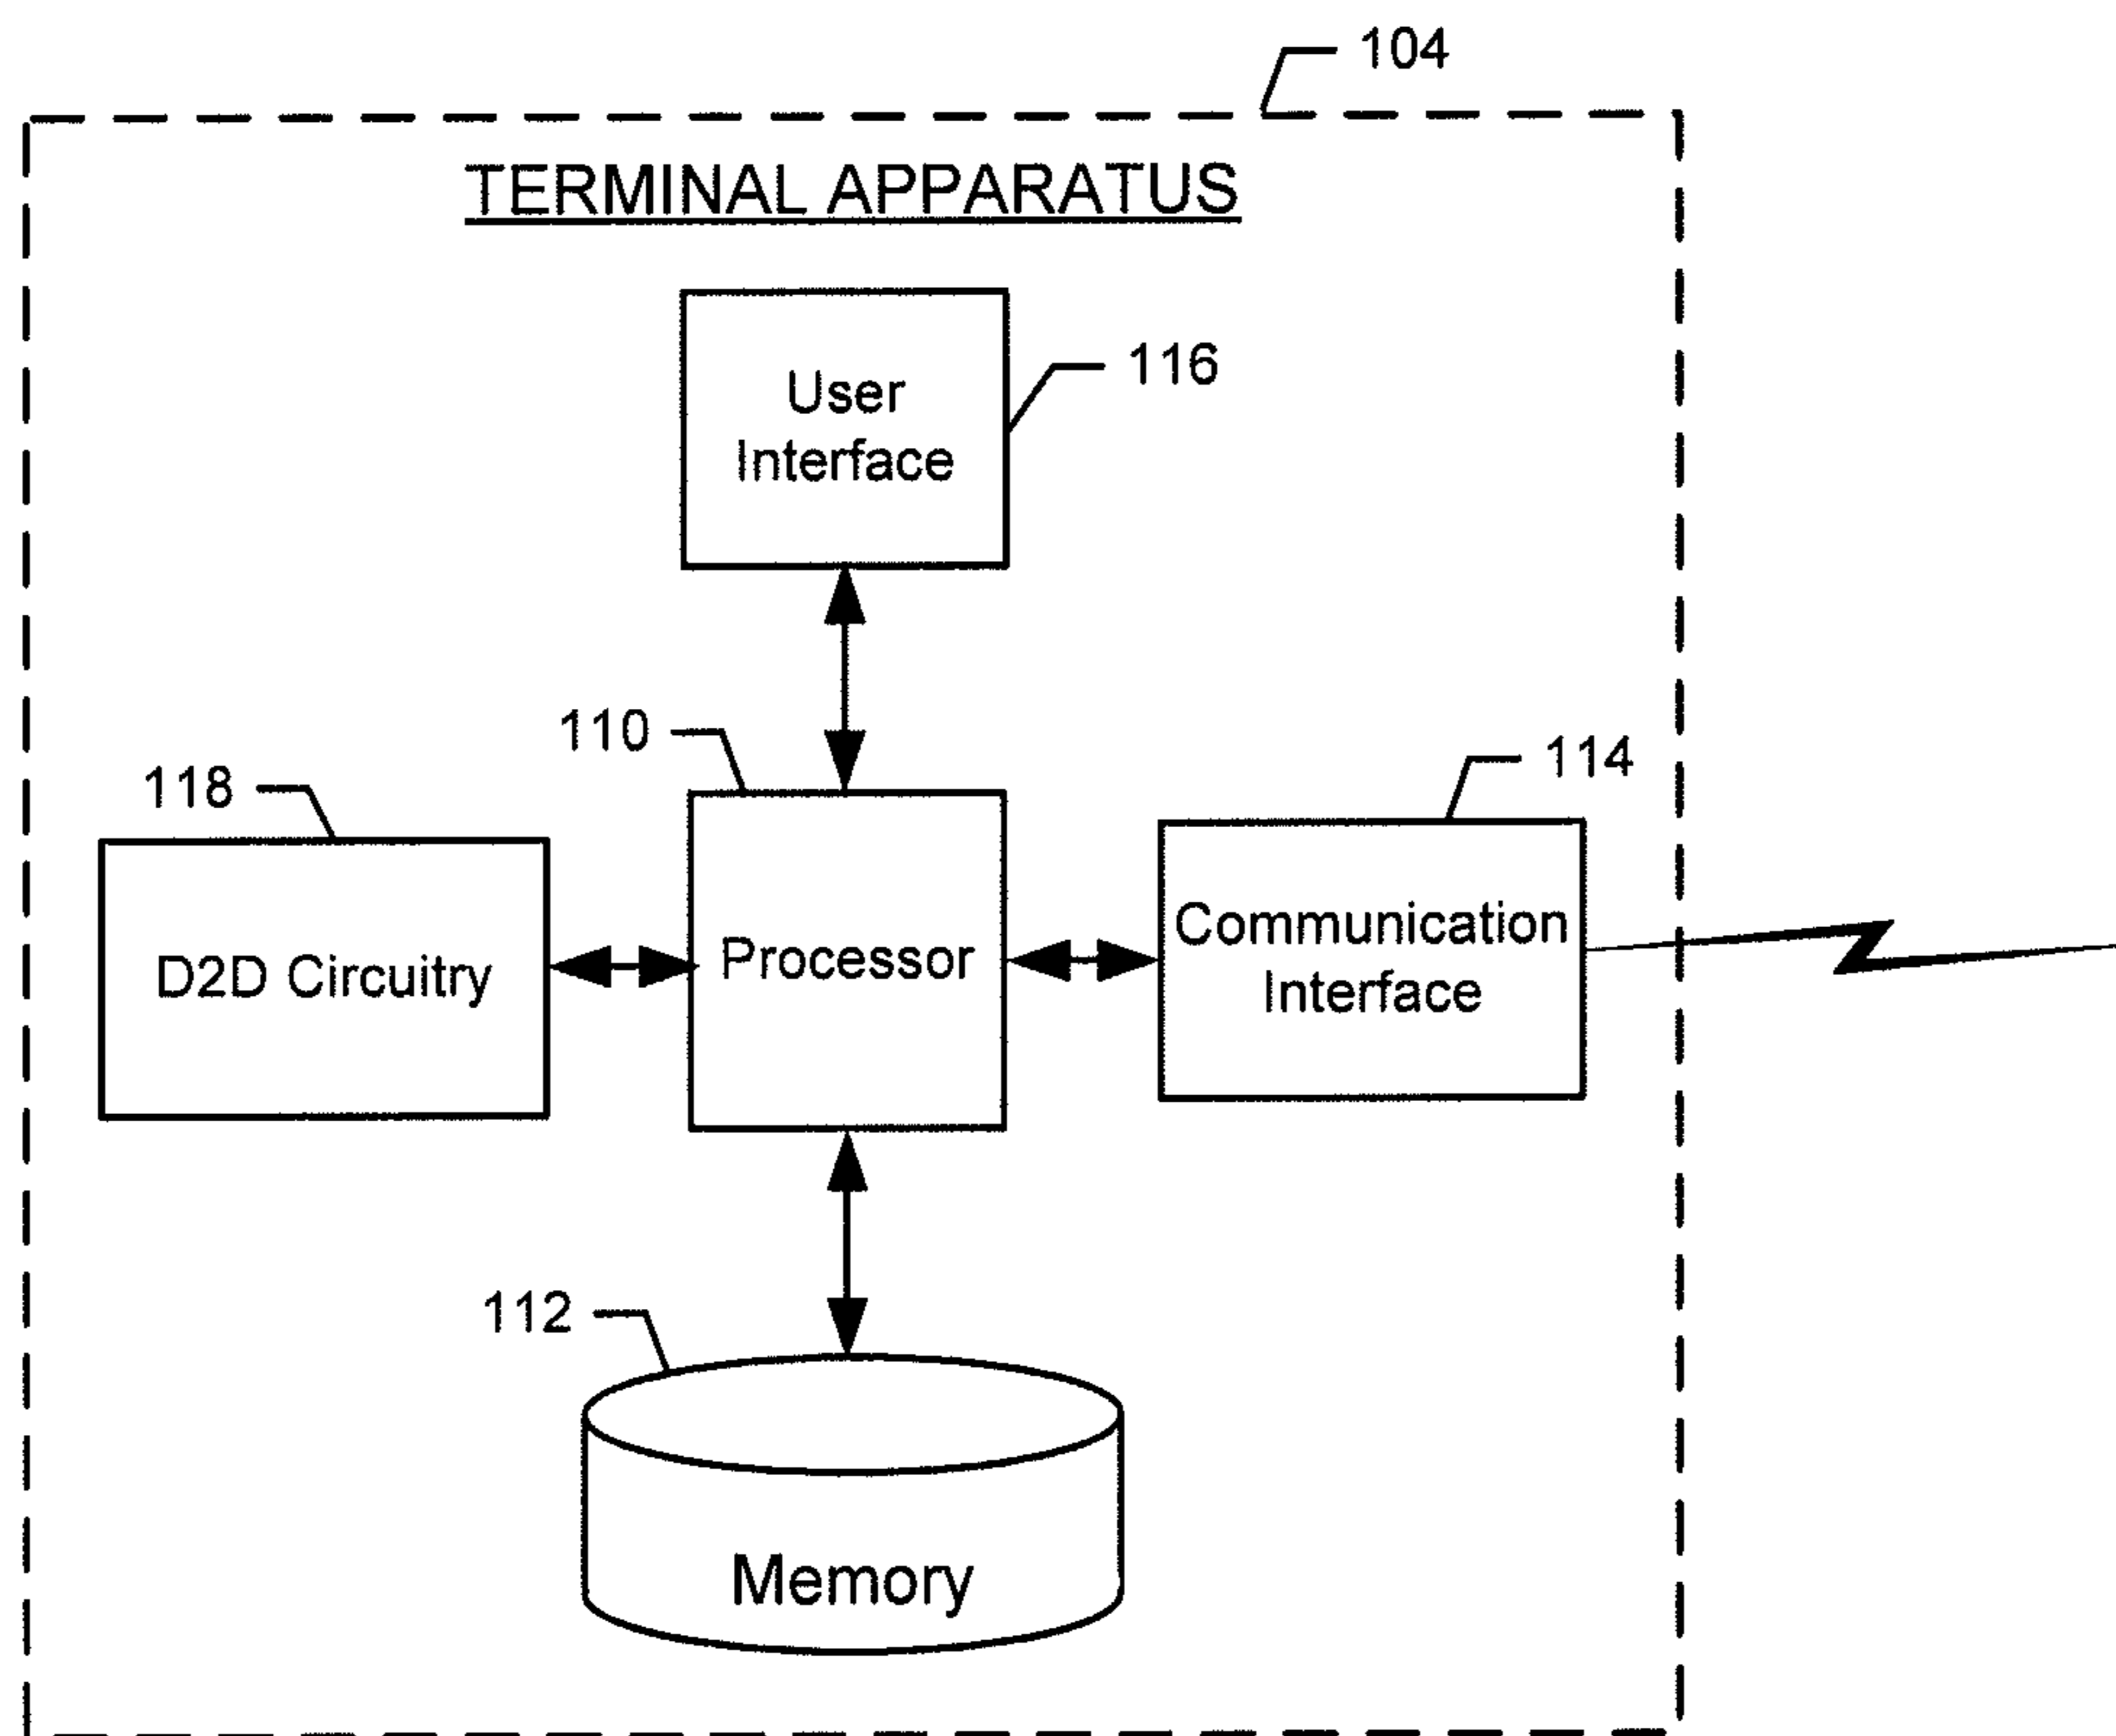 104
TERMINAL APPARATUS
User
Interface
116
110
118
114
D2D Circuitry
Processor
Communication
Interface
112
Memory